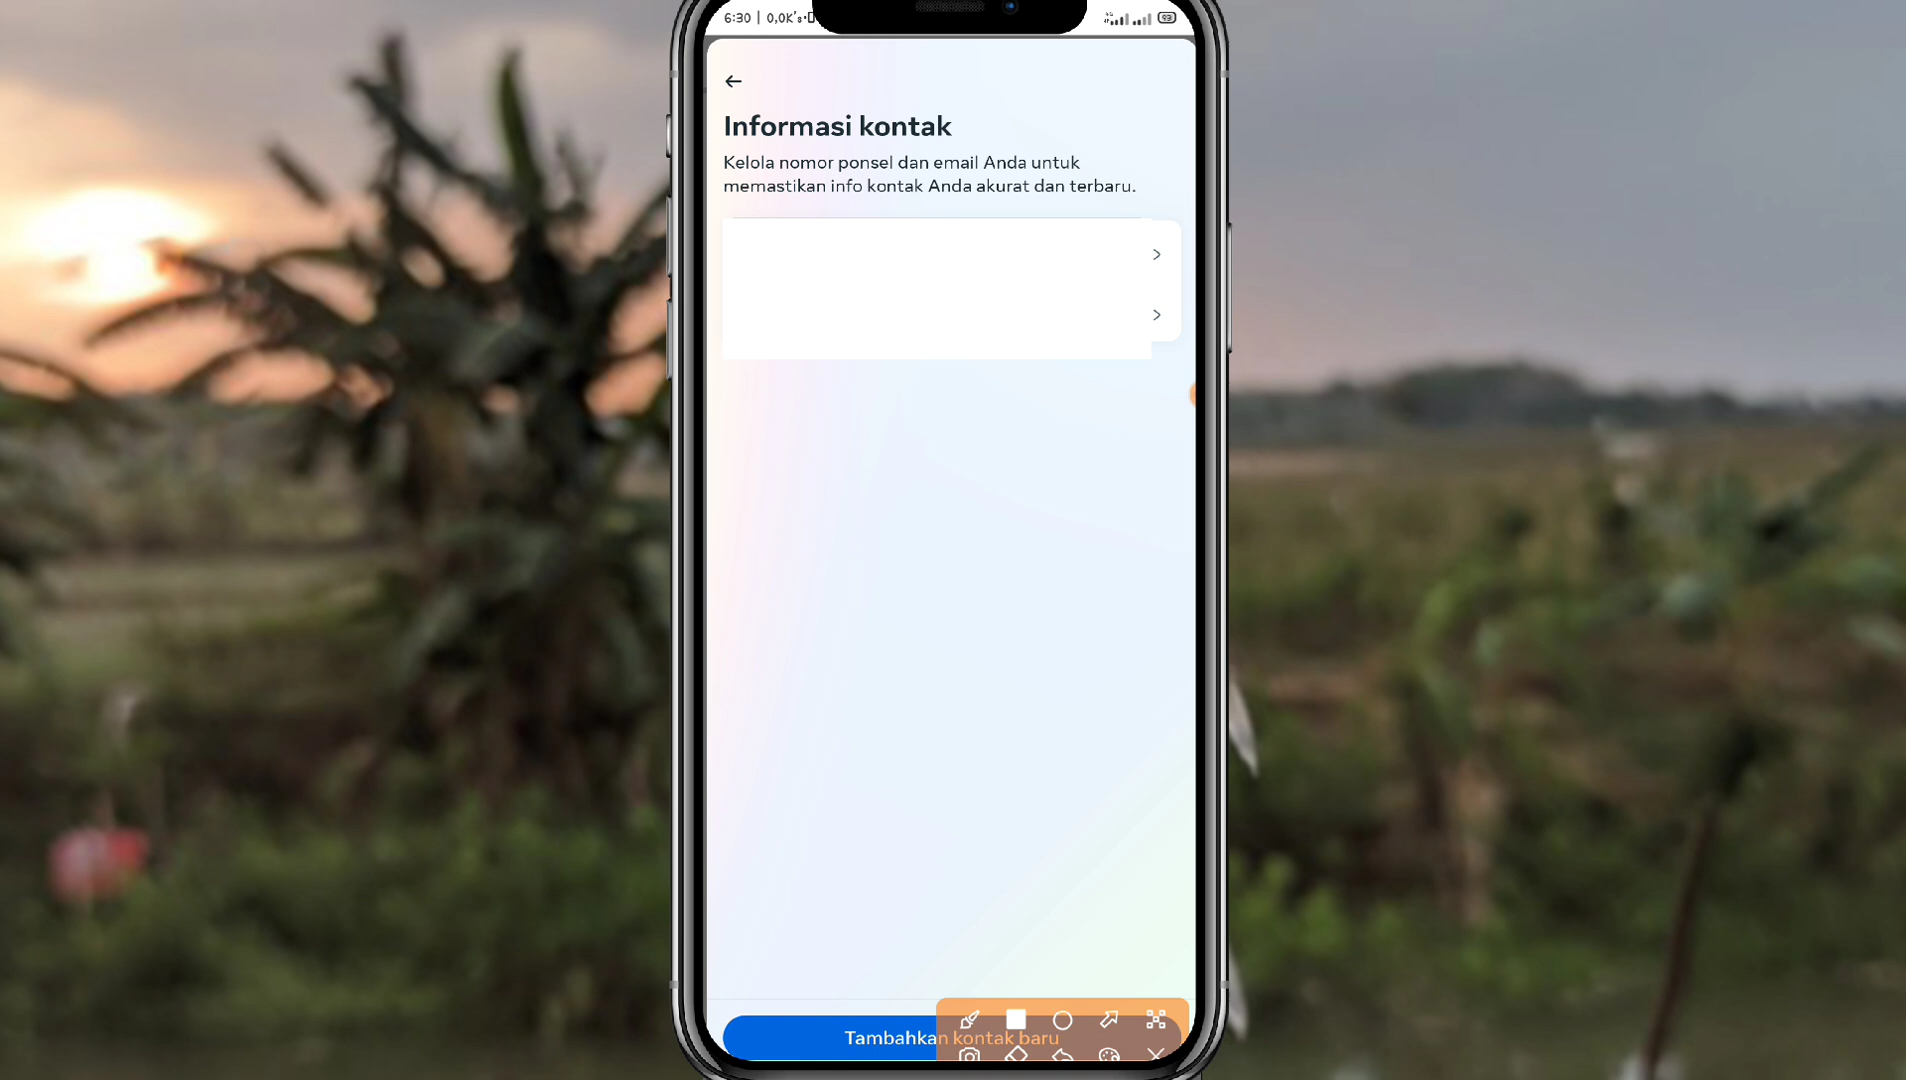 6:30 | 0,0K/s
93
Informasi kontak
Kelola nomor ponsel dan email Anda untuk
memastikan info kontak Anda akurat dan terbaru.
Tambahkan kontak baru